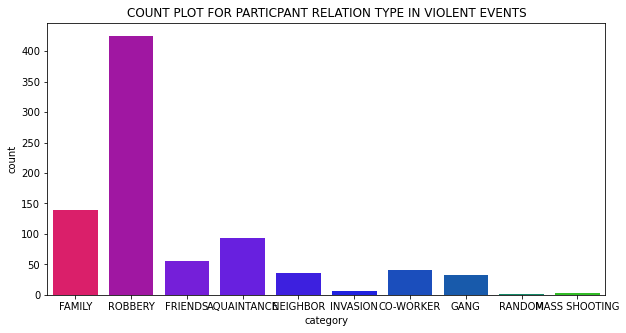 COUNT PLOT FOR PARTICPANT RELATION TYPE IN VIOLENT EVENTS
count
400
350
300
250
200
150
100
50
0
FAMILY ROBBERY FRIENDS AQUAINTANCE NEIGHBOR INVASION CO-WORKER GANG RANDOM MASS SHOOTING
category